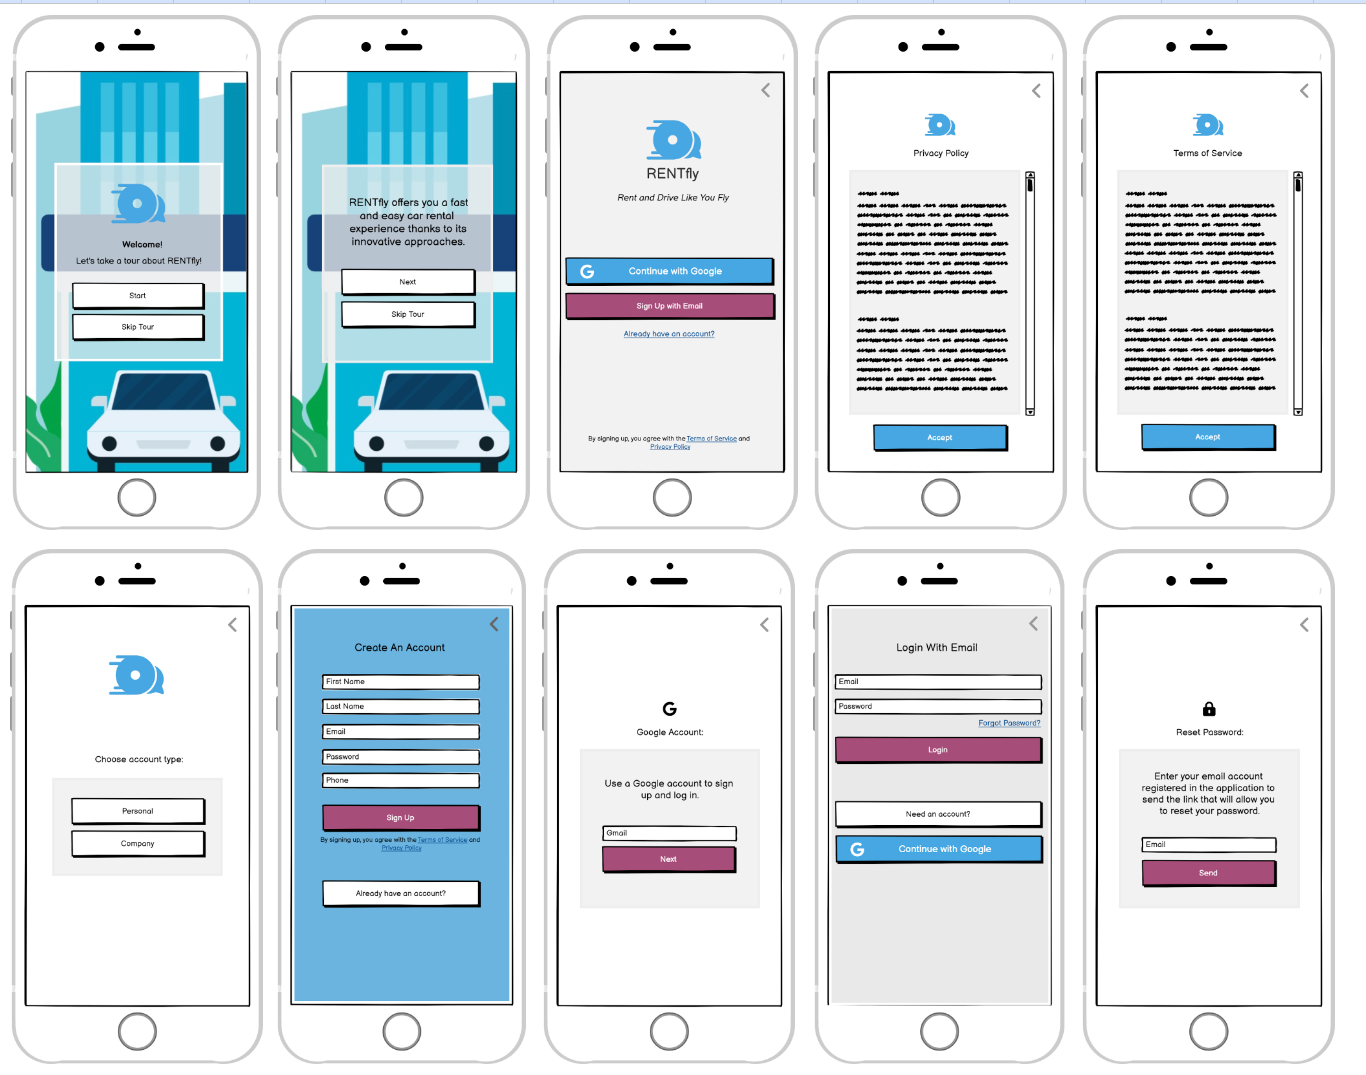 Welcome!
Let's take a tour about RENTfly!
Start
Skip Tour
RENTfly offers you a fast
and easy car rental
experience thanks to its
innovative approaches.
Next
Skip Tour
RENTfly
Rent and Drive Like You Fly
G Continue with Google
Sign Up with Email
Already have an account?
By signing up, you agree with the Terms of Service and
Privacy Policy
Privacy Policy
Accept
Terms of Service
Accept
Choose account type:
Personal
Company
Create An Account
First Name
Last Name
Email
Password
Phone
Sign Up
By signing up, you agree with the Terms of Service and
Privacy Policy
Already have an account?
G
Google Account:
Use a Google account to sign
up and log in.
Gmail
Next
Login With Email
Email
Password
Forgot Password?
Login
Need an account?
G Continue with Google
Reset Password:
Enter your email account
registered in the application to
send the link that will allow you
to reset your password.
Email
Send